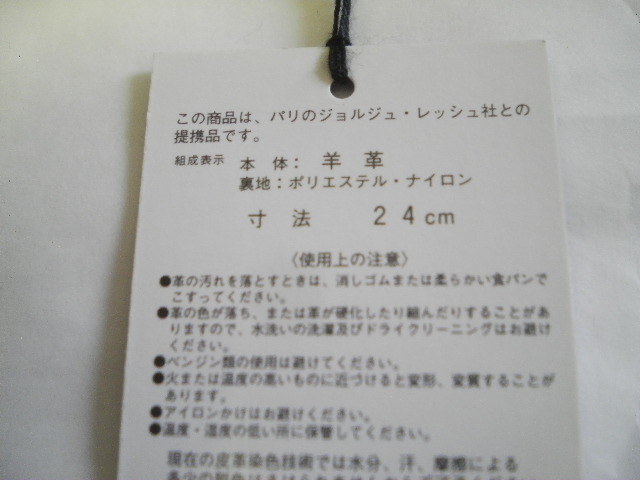 この商品は、パリのジョルジュ・レッシュ社との
提携品です。
組成表示 本 体： 羊 革
裏地：ポリエステル・ナイロン
寸 法 24cm
〈使用上の注意〉
●革の汚れを落とすときは、消しゴムまたは柔らかい食パンで
こすってください。
●革の色が落ち、または革が硬化したり縮んだりすることがあ
りますので、水洗いの洗濯及びドライクリーニングはお避け
ください。
●ベンジン類の使用は避けてください。
●火または温度の高いものに近づけると変形、変質することが
あります。
●アイロンかけはお避けください。
●温度・湿度の低い所に保管してください。
現在の皮革染色技術では水分、汗、摩擦による